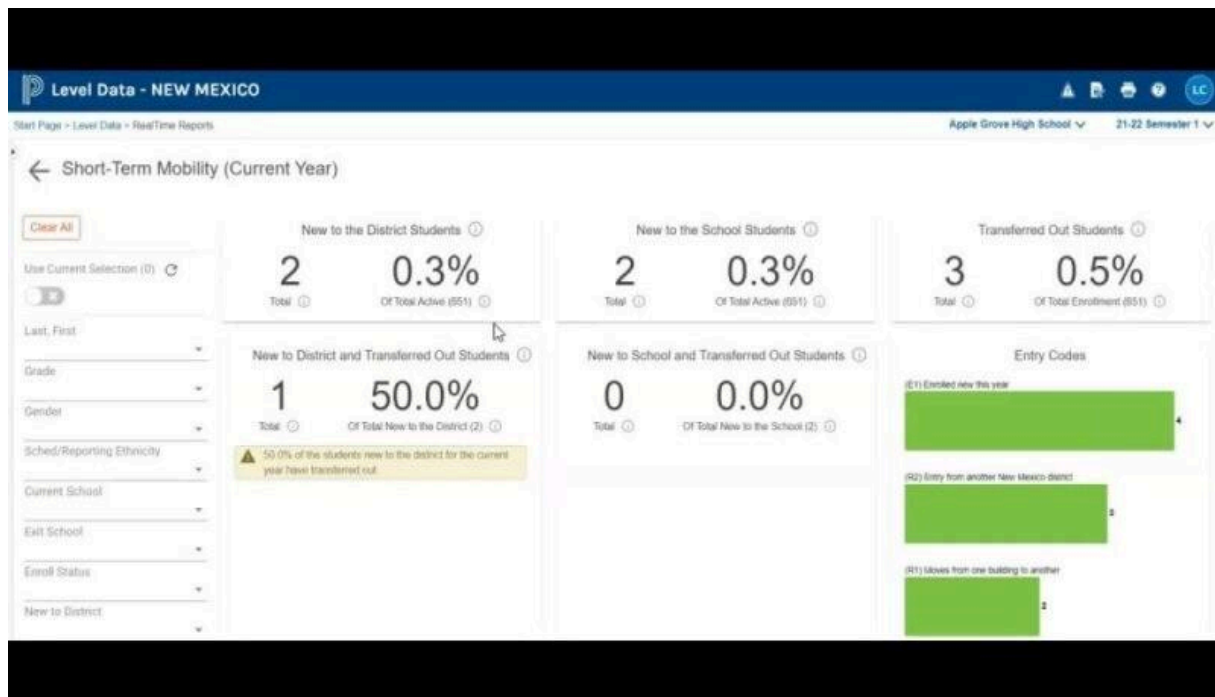 Level Data - NEW MEXICO
LC
Start Page > Level Data > RealTime Reports
Apple Grove High School
21-22 Semester 1
Short-Term Mobility (Current Year)
Clear All
Use Current Selection (0)
Last, First
Grade
Gender
Sched/Reporting Ethnicity
Current School
Exit School
Enroll Status
New to District
New to the District Students
2 0.3%
Total Of Total Active (651)
New to the School Students
2 0.3%
Total Of Total Active (651)
Transferred Out Students
3 0.5%
Total Of Total Enrollment (651)
New to District and Transferred Out Students
1 50.0%
Total Of Total New to the District (2)
50.0% of the students new to the district for the current
year have transferred out
New to School and Transferred Out Students
0 0.0%
Total Of Total New to the School (2)
Entry Codes
(E1) Enrolled new this year
4
(R2) Entry from another New Mexico district
3
(R1) Moves from one building to another
2